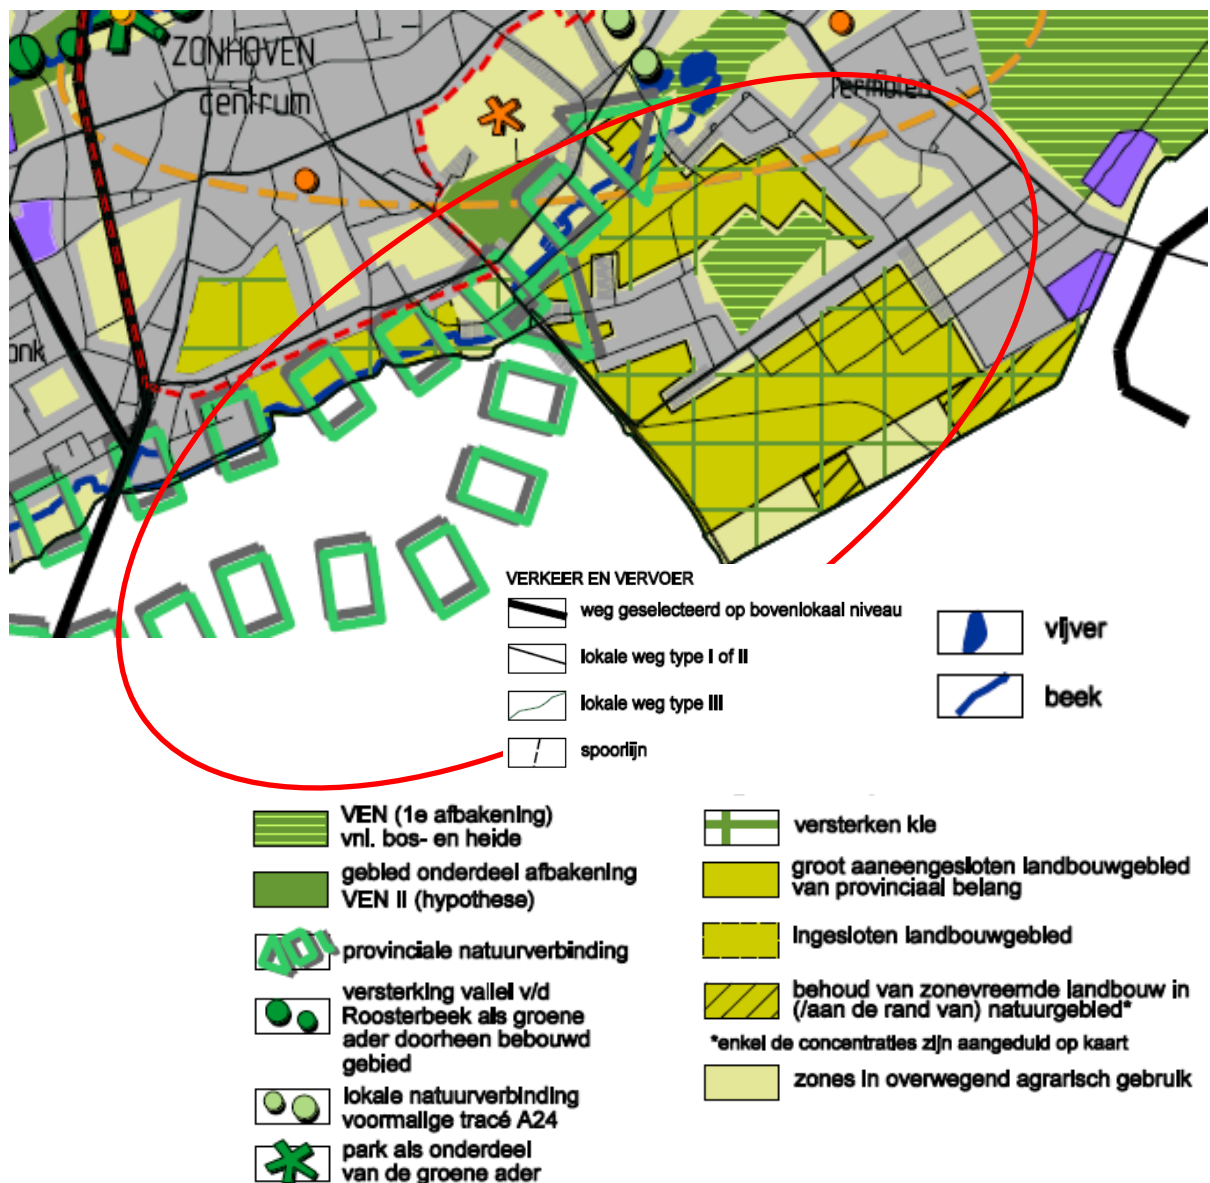 ZONHOVEN
centrum
Termolen
onk
VERKEER EN VERVOER
weg geselecteerd op bovenlokaal niveau
lokale weg type I of II
lokale weg type III
spoorlijn
vijver
beek
VEN (1e afbakening)
vnl. bos- en heide
gebied onderdeel afbakening
VEN II (hypothese)
provinciale natuurverbinding
versterking vallei v/d
Roosterbeek als groene
ader doorheen bebouwd
gebied
lokale natuurverbinding
voormalige tracé A24
park als onderdeel
van de groene ader
versterken kle
groot aaneengesloten landbouwgebied
van provinciaal belang
Ingesloten landbouwgebied
behoud van zonevreemde landbouw in
(/aan de rand van) natuurgebied*
*enkel de concentraties zijn aangeduid op kaart
zones in overwegend agrarisch gebruik